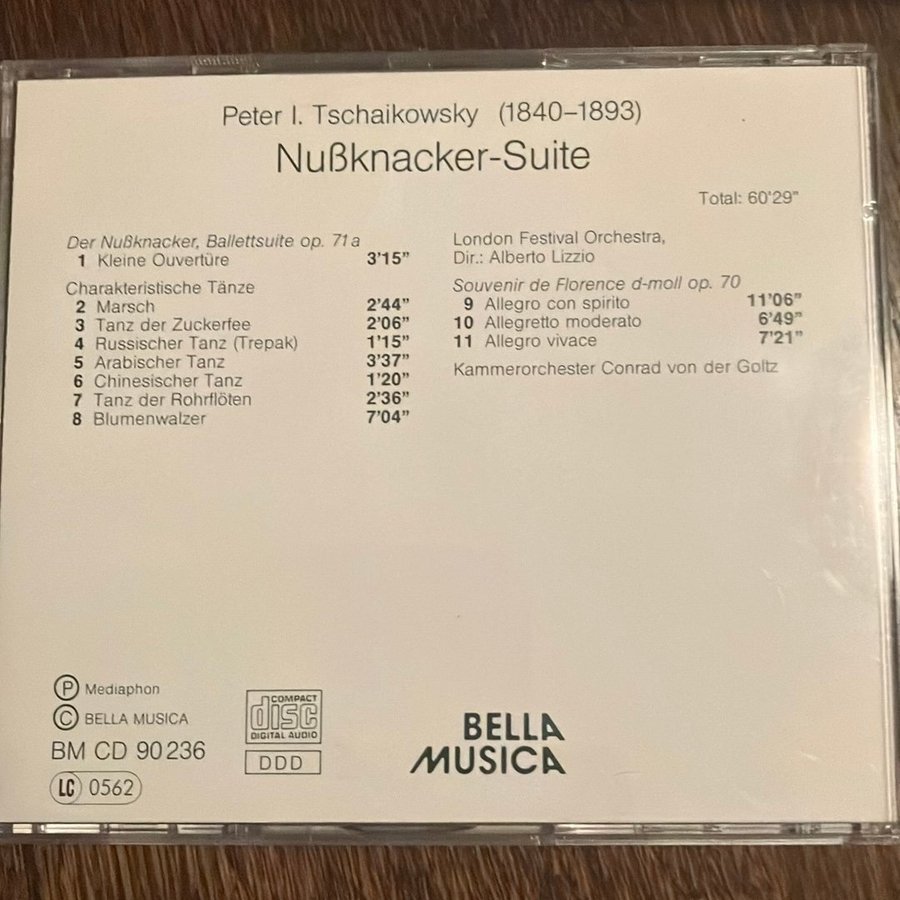 Peter I. Tschaikowsky (1840–1893)
Nußknacker-Suite
Total: 60'29"
Der Nußknacker, Ballettsuite op. 71a
1 Kleine Ouvertüre 3'15"
Charakteristische Tänze
2 Marsch 2'44"
3 Tanz der Zuckerfee 2'06"
4 Russischer Tanz (Trepak) 1'15"
5 Arabischer Tanz 3'37"
6 Chinesischer Tanz 1'20"
7 Tanz der Rohrflöten 2'36"
8 Blumenwalzer 7'04"
London Festival Orchestra,
Dir.: Alberto Lizzio
Souvenir de Florence d-moll op. 70
9 Allegro con spirito 11'06"
10 Allegretto moderato 6'49"
11 Allegro vivace 7'21"
Kammerorchester Conrad von der Goltz
Ⓟ Mediaphon
© BELLA MUSICA
BM CD 90236
LC 0562
COMPACT
disc
DIGITAL AUDIO
DDD
BELLA
MUSICA